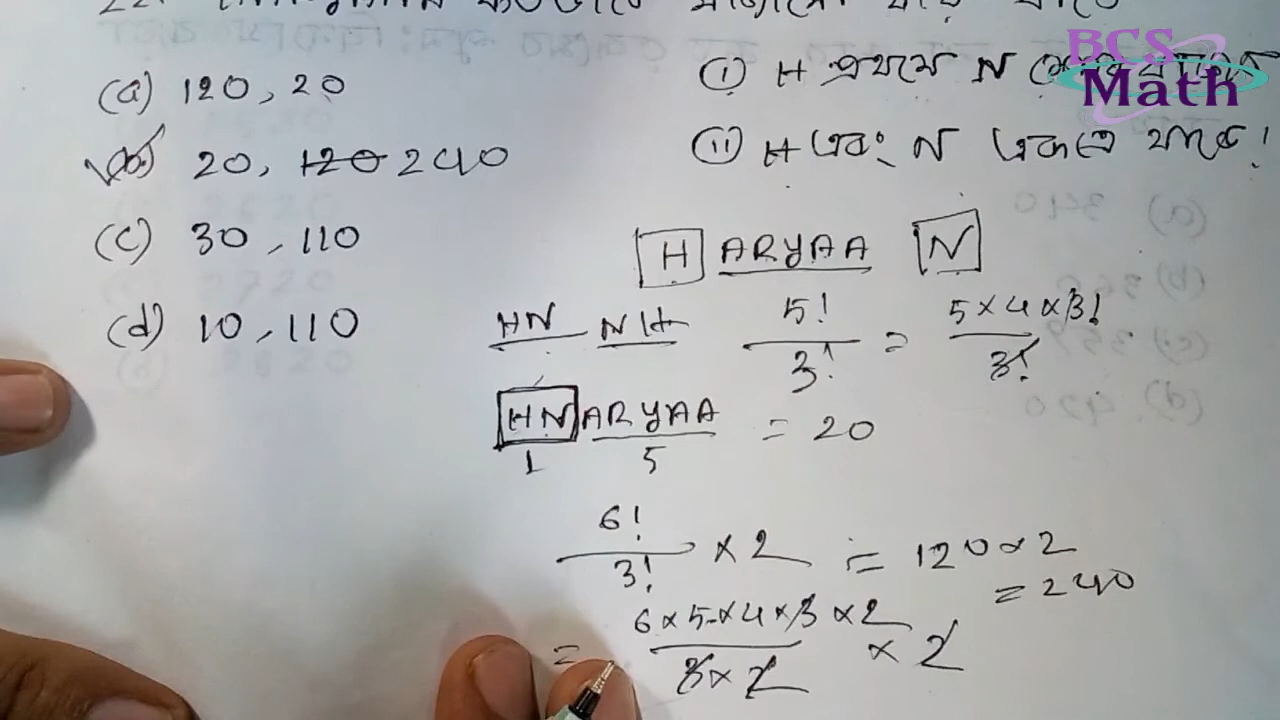 (a) 120, 20
(b) 20, 120 240
(c) 30, 110
(d) 10, 110
(i) H প্রথমে N
(ii) H এবং N একত্রে থাকে!
BCS
Math
H ARYAA N
HN NH
5!/3! = 5×4×3!/3!
HN ARYAA = 20
1 5
6!/3! × 2 = 120×2
= 240
= 6×5×4×3×2/3×2 × 2